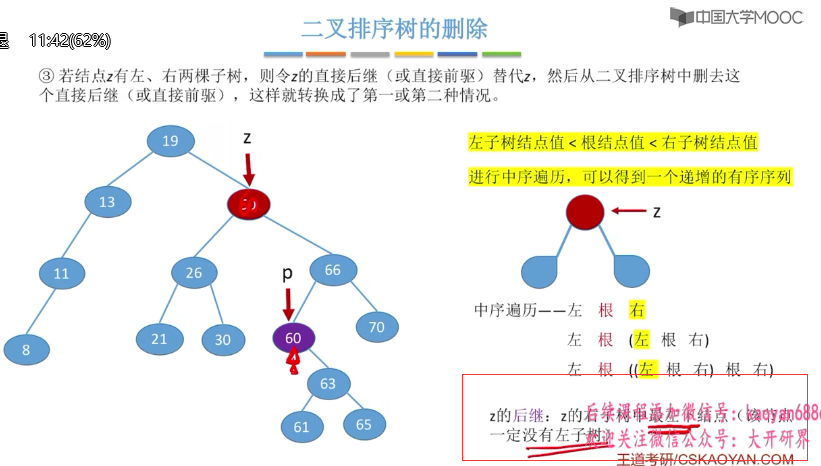 11:42(62%)
二叉排序树的删除
中国大学MOOC
③ 若结点z有左、右两棵子树，则令z的直接后继（或直接前驱）替代z，然后从二叉排序树中删去这
个直接后继（或直接前驱），这样就转换成了第一或第二种情况。
19
z
13
11
26
66
p
8
21
30
60
70
63
61
65
左子树结点值 < 根结点值 < 右子树结点值
进行中序遍历，可以得到一个递增的有序序列
z
中序遍历——左 根 右
左 根 (左 根 右)
左 根 ((左 根 右) 根 右)
z的后继：z的右子树中最左下结点（该结点
一定没有左子树）
后续课程添加微信号：kaoyan6886
欢迎关注微信公众号：大开研界
王道考研/CSKAOYAN.COM